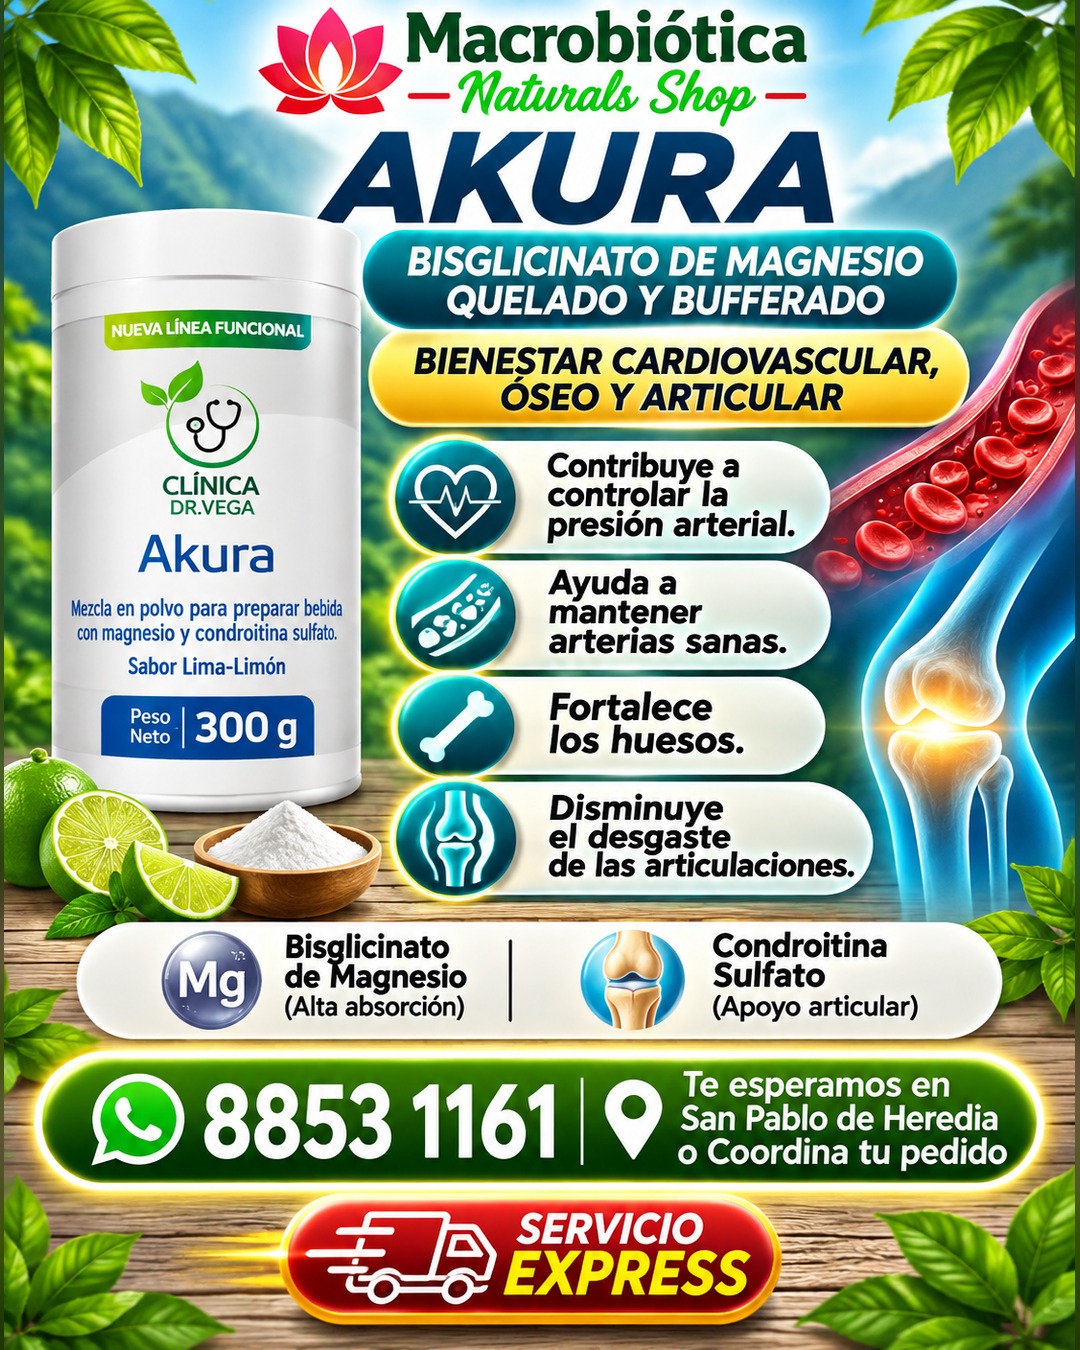 Macrobiótica
Naturals Shop
AKURA
BISGLICINATO DE MAGNESIO
QUELADO Y BUFFERADO
BIENESTAR CARDIOVASCULAR,
ÓSEO Y ARTICULAR
NUEVA LÍNEA FUNCIONAL
CLÍNICA
DR.VEGA
Akura
Mezcla en polvo para preparar bebida
con magnesio y condroitina sulfato.
Sabor Lima-Limón
Peso
Neto
300 g
Contribuye a
controlar la
presión arterial.
Ayuda a
mantener
arterias sanas.
Fortalece
los huesos.
Disminuye
el desgaste
de las articulaciones.
Mg
Bisglicinato
de Magnesio
(Alta absorción)
Condroitina
Sulfato
(Apoyo articular)
8853 1161
Te esperamos en
San Pablo de Heredia
o Coordina tu pedido
SERVICIO
EXPRESS